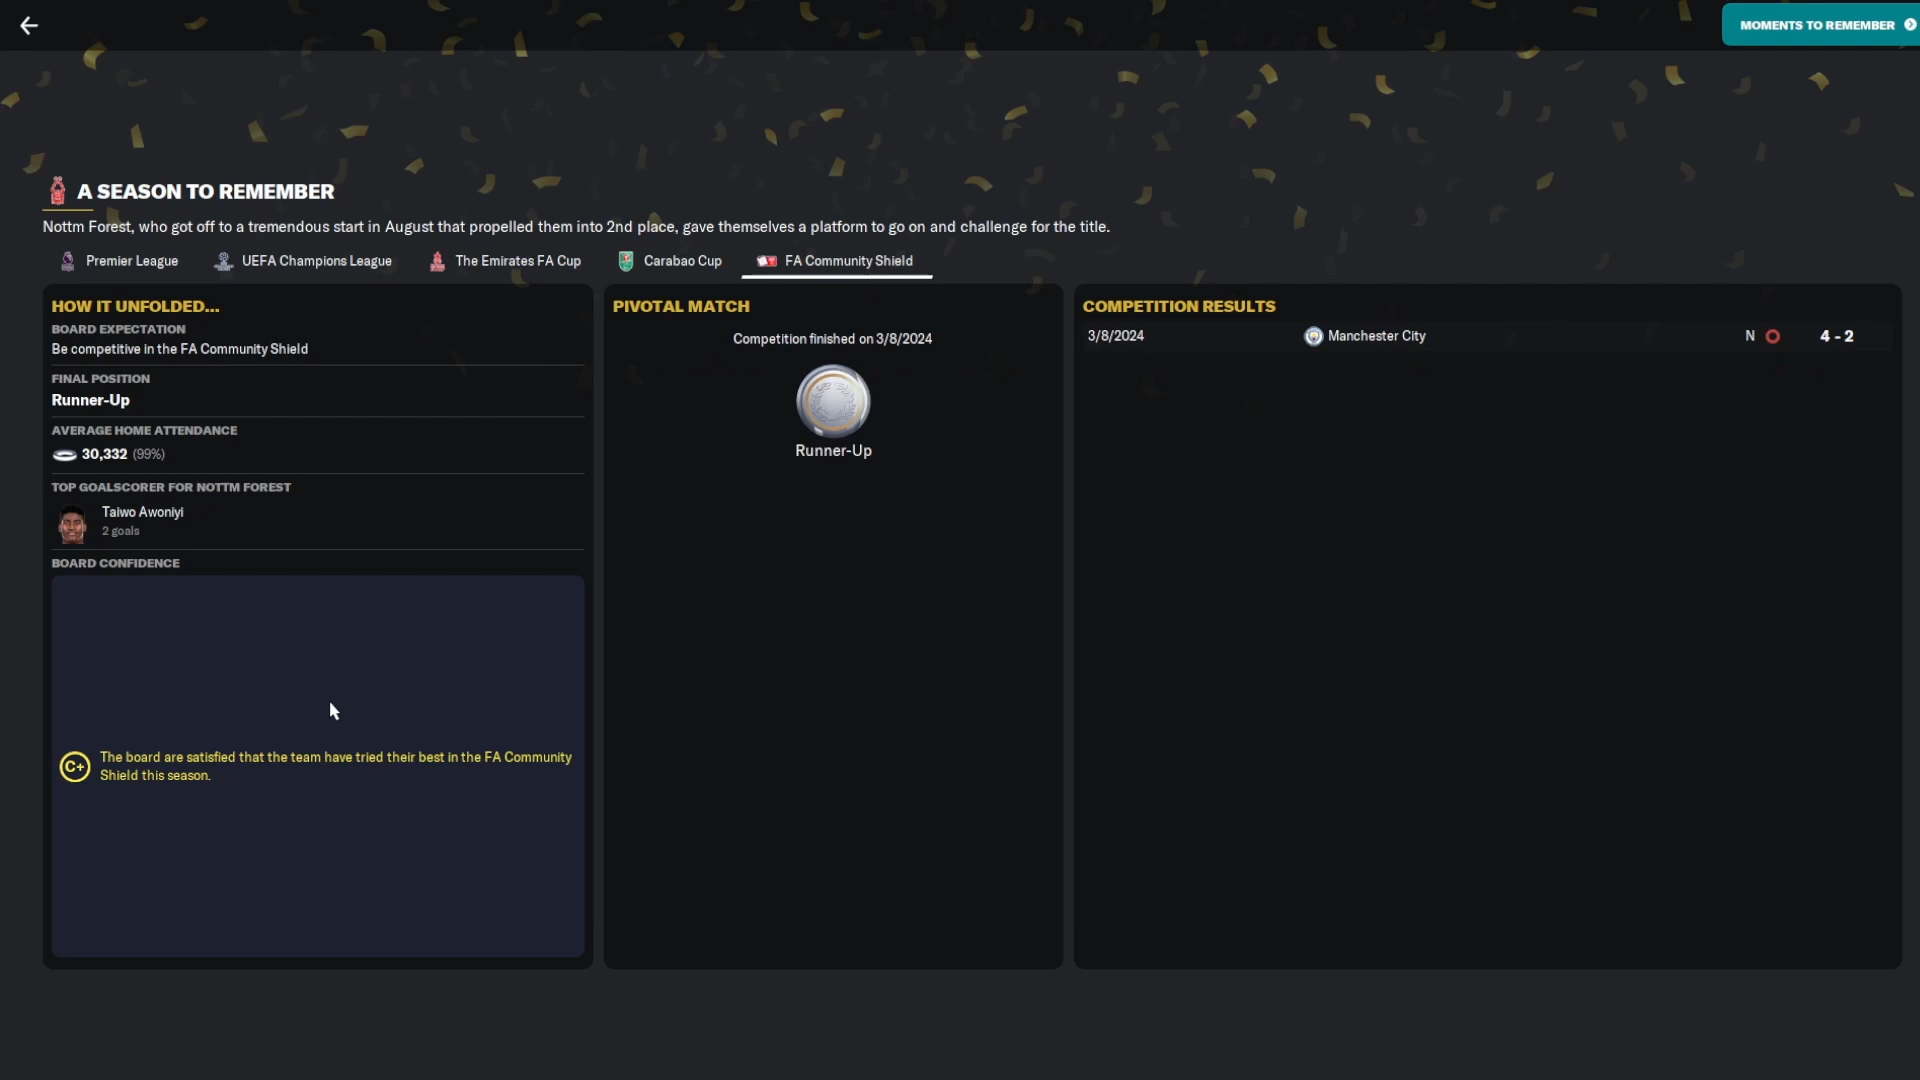 MOMENTS TO REMEMBER
A SEASON TO REMEMBER
Nottm Forest, who got off to a tremendous start in August that propelled them into 2nd place, gave themselves a platform to go on and challenge for the title.
Premier League UEFA Champions League The Emirates FA Cup Carabao Cup FA Community Shield
HOW IT UNFOLDED...
BOARD EXPECTATION
Be competitive in the FA Community Shield
FINAL POSITION
Runner-Up
AVERAGE HOME ATTENDANCE
30,332 (99%)
TOP GOALSCORER FOR NOTTM FOREST
Taiwo Awoniyi
2 goals
BOARD CONFIDENCE
C+
The board are satisfied that the team have tried their best in the FA Community
Shield this season.
PIVOTAL MATCH
Competition finished on 3/8/2024
Runner-Up
COMPETITION RESULTS
3/8/2024 Manchester City N 4 - 2